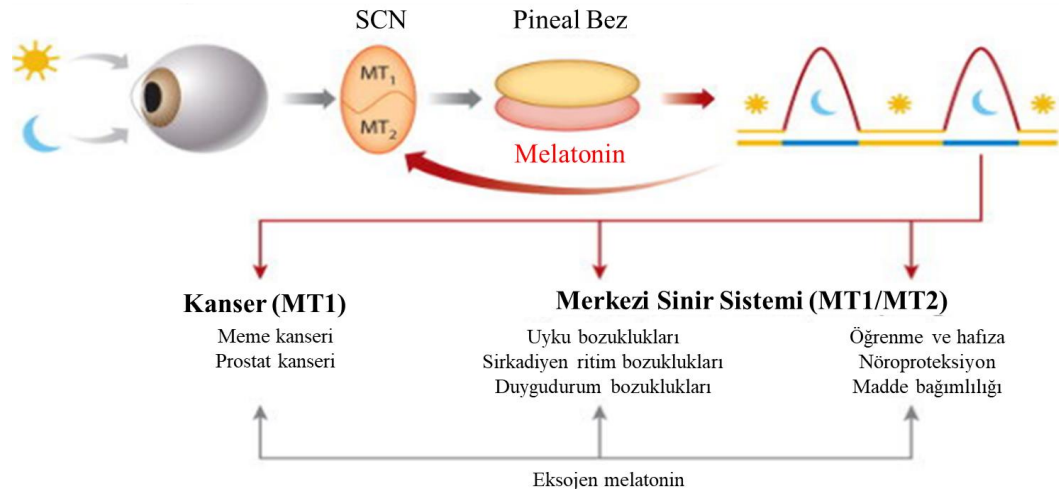 SCN
Pineal Bez
MT1
MT2
Melatonin
Kanser (MT1)
Meme kanseri
Prostat kanseri
Merkezi Sinir Sistemi (MT1/MT2)
Uyku bozuklukları
Sirkadiyen ritim bozuklukları
Duygudurum bozuklukları
Öğrenme ve hafıza
Nöroproteksiyon
Madde bağımlılığı
Eksojen melatonin